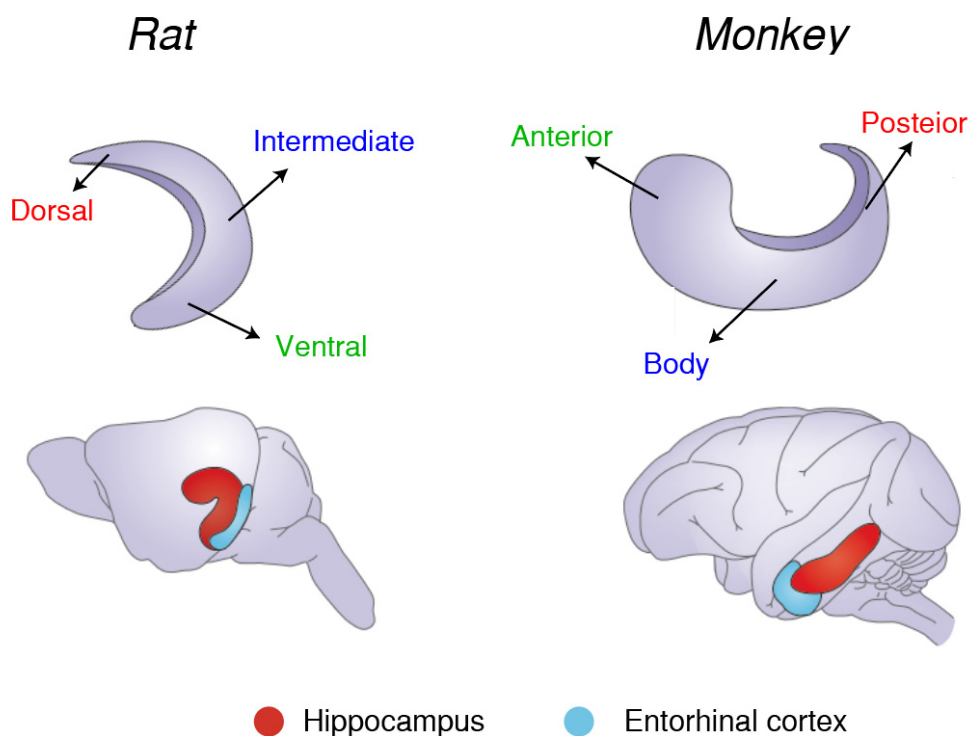 Rat
Monkey
Intermediate
Anterior
Posteior
Dorsal
Ventral
Body
Hippocampus
Entorhinal cortex